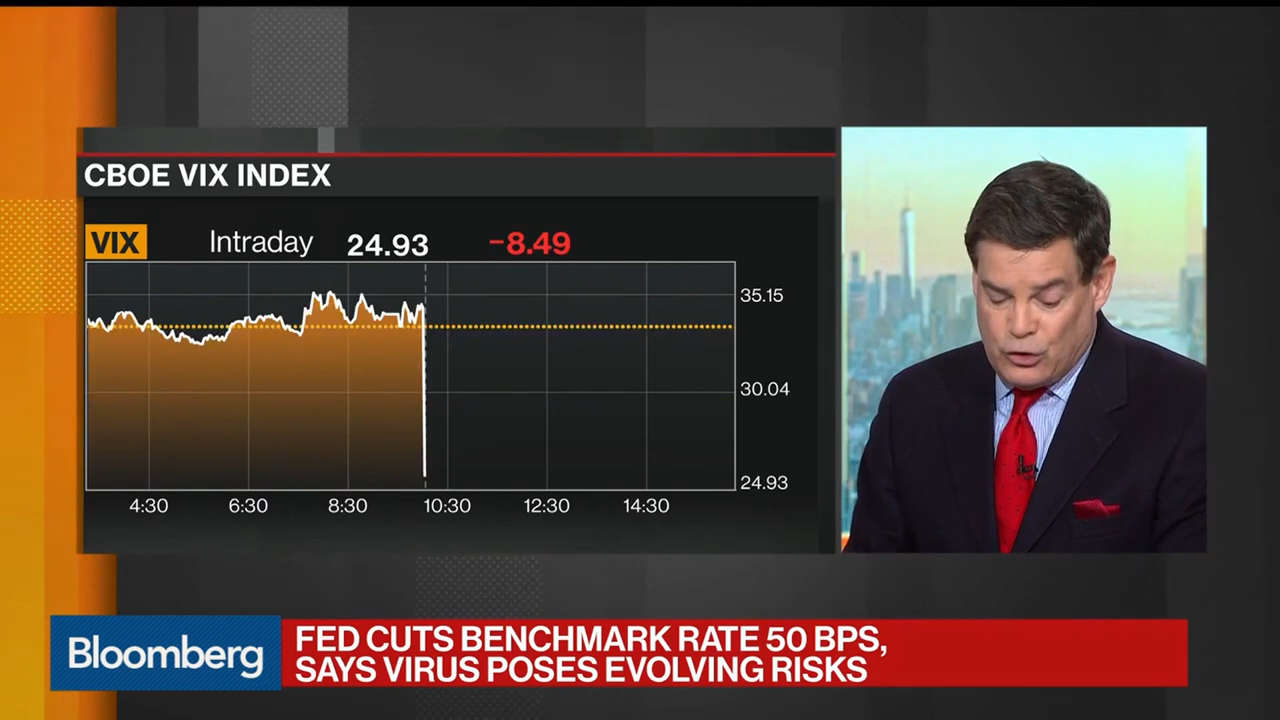 CBOE VIX INDEX
VIX Intraday 24.93 -8.49
35.15
30.04
24.93
4:30 6:30 8:30 10:30 12:30 14:30
Bloomberg
FED CUTS BENCHMARK RATE 50 BPS,
SAYS VIRUS POSES EVOLVING RISKS